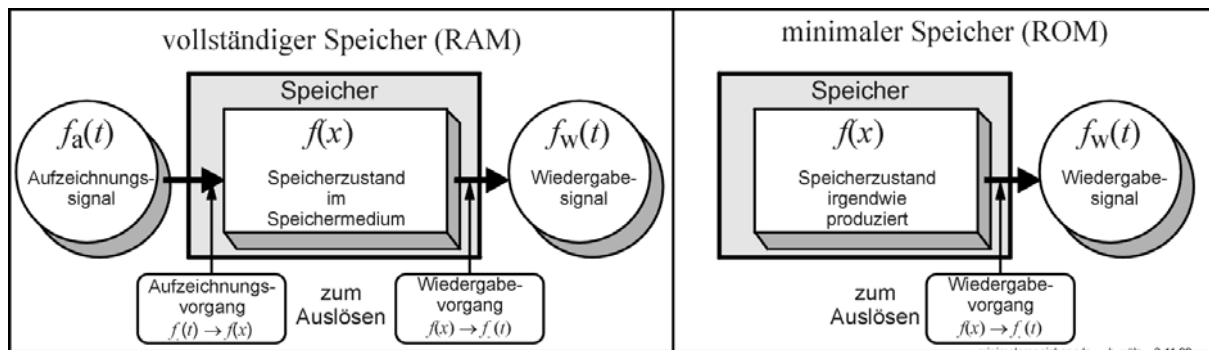 vollständiger Speicher (RAM)
Speicher
fa(t)
Aufzeichnungs-
signal
f(x)
Speicherzustand
im
Speichermedium
fw(t)
Wiedergabe-
signal
Aufzeichnungs-
vorgang
f.(t) → f(x)
zum
Auslösen
Wiedergabe-
vorgang
f(x) → f.(t)
minimaler Speicher (ROM)
Speicher
f(x)
Speicherzustand
irgendwie
produziert
fw(t)
Wiedergabe-
signal
zum
Auslösen
Wiedergabe-
vorgang
f(x) → f.(t)